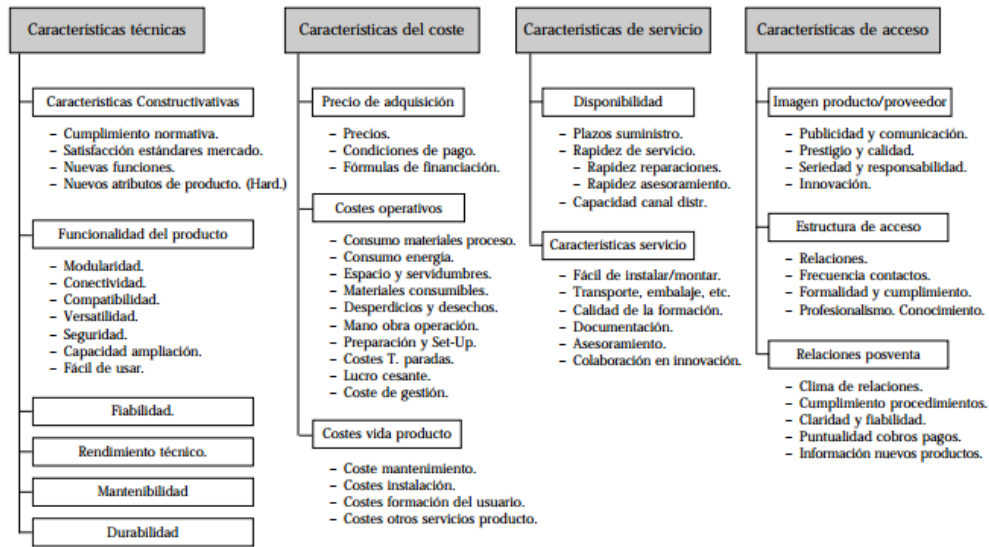 Características técnicas
Características Constructivativas
– Cumplimiento normativa.
– Satisfacción estándares mercado.
– Nuevas funciones.
– Nuevos atributos de producto. (Hard.)
Funcionalidad del producto
– Modularidad.
– Conectividad.
– Compatibilidad.
– Versatilidad.
– Seguridad.
– Capacidad ampliación.
– Fácil de usar.
Fiabilidad.
Rendimiento técnico.
Mantenibilidad
Durabilidad
Características del coste
Precio de adquisición
– Precios.
– Condiciones de pago.
– Fórmulas de financiación.
Costes operativos
– Consumo materiales proceso.
– Consumo energía.
– Espacio y servidumbres.
– Materiales consumibles.
– Desperdicios y desechos.
– Mano obra operación.
– Preparación y Set-Up.
– Costes T. paradas.
– Lucro cesante.
– Coste de gestión.
Costes vida producto
– Coste mantenimiento.
– Costes instalación.
– Costes formación del usuario.
– Costes otros servicios producto.
Características de servicio
Disponibilidad
– Plazos suministro.
– Rapidez de servicio.
– Rapidez reparaciones.
– Rapidez asesoramiento.
– Capacidad canal distr.
Características servicio
– Fácil de instalar/montar.
– Transporte, embalaje, etc.
– Calidad de la formación.
– Documentación.
– Asesoramiento.
– Colaboración en innovación.
Características de acceso
Imagen producto/proveedor
– Publicidad y comunicación.
– Prestigio y calidad.
– Seriedad y responsabilidad.
– Innovación.
Estructura de acceso
– Relaciones.
– Frecuencia contactos.
– Formalidad y cumplimiento.
– Profesionalismo. Conocimiento.
Relaciones posventa
– Clima de relaciones.
– Cumplimiento procedimientos.
– Claridad y fiabilidad.
– Puntualidad cobros pagos.
– Información nuevos productos.